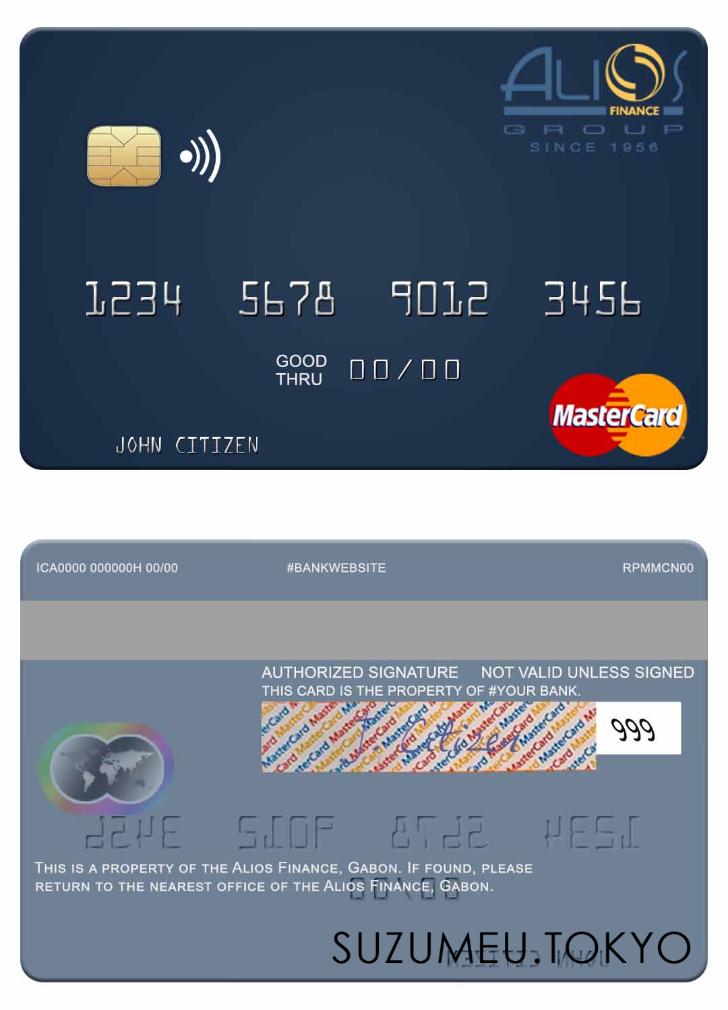 ALIOS
FINANCE
GROUP
SINCE 1956
1234 5678 9012 3456
GOOD THRU 00/00
JOHN CITIZEN
MasterCard
ICA0000 000000H 00/00 #BANKWEBSITE RPMMCN00
AUTHORIZED SIGNATURE NOT VALID UNLESS SIGNED
THIS CARD IS THE PROPERTY OF #YOUR BANK.
J. Citizen 999
THIS IS A PROPERTY OF THE ALIOS FINANCE, GABON. IF FOUND, PLEASE
RETURN TO THE NEAREST OFFICE OF THE ALIOS FINANCE, GABON.
SUZUMEU.TOKYO